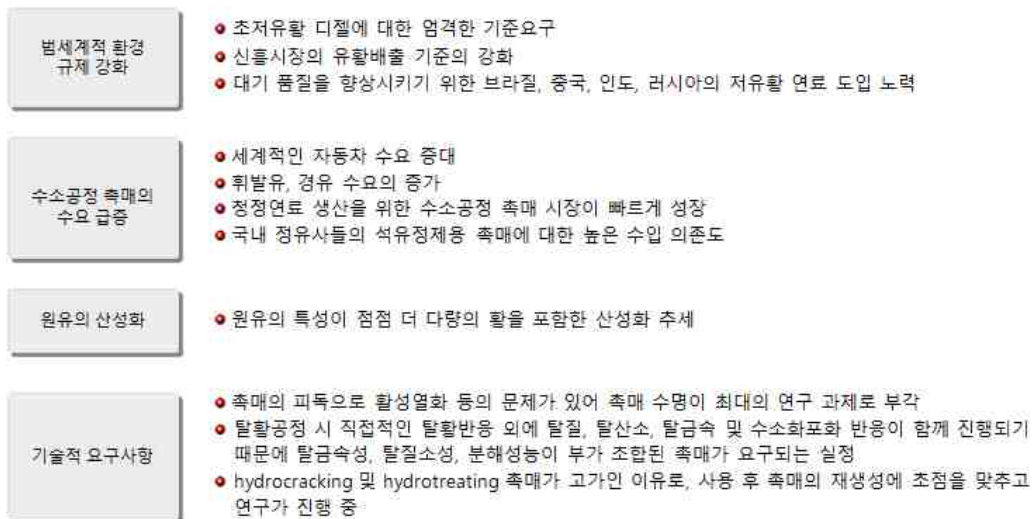 범세계적 환경
규제 강화
초저유황 디젤에 대한 엄격한 기준요구
신흥시장의 유황배출 기준의 강화
대기 품질을 향상시키기 위한 브라질, 중국, 인도, 러시아의 저유황 연료 도입 노력
수소공정 촉매의
수요 급증
세계적인 자동차 수요 증대
휘발유, 경유 수요의 증가
청정연료 생산을 위한 수소공정 촉매 시장이 빠르게 성장
국내 정유사들의 석유정제용 촉매에 대한 높은 수입 의존도
원유의 산성화
원유의 특성이 점점 더 다량의 황을 포함한 산성화 추세
기술적 요구사항
촉매의 피독으로 활성열화 등의 문제가 있어 촉매 수명이 최대의 연구 과제로 부각
탈황공정 시 직접적인 탈황반응 외에 탈질, 탈산소, 탈금속 및 수소화포화 반응이 함께 진행되기
때문에 탈금속성, 탈질소성, 분해성능이 부가 조합된 촉매가 요구되는 실정
hydrocracking 및 hydrotreating 촉매가 고가인 이유로, 사용 후 촉매의 재생성에 초점을 맞추고
연구가 진행 중